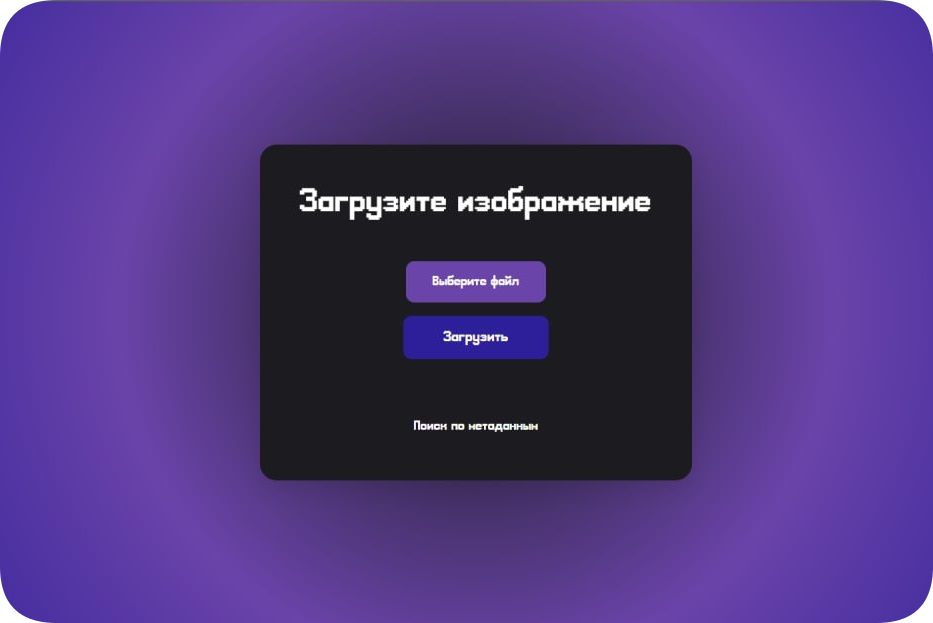 Загрузите изображение
Выберите файл
Загрузить
Поиск по метаданным